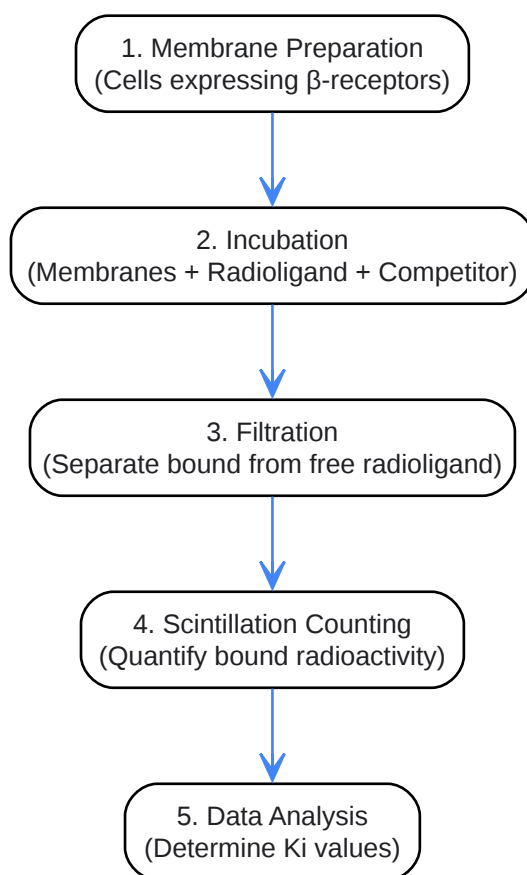 1. Membrane Preparation
(Cells expressing β-receptors)
2. Incubation
(Membranes + Radioligand + Competitor)
3. Filtration
(Separate bound from free radioligand)
4. Scintillation Counting
(Quantify bound radioactivity)
5. Data Analysis
(Determine Ki values)